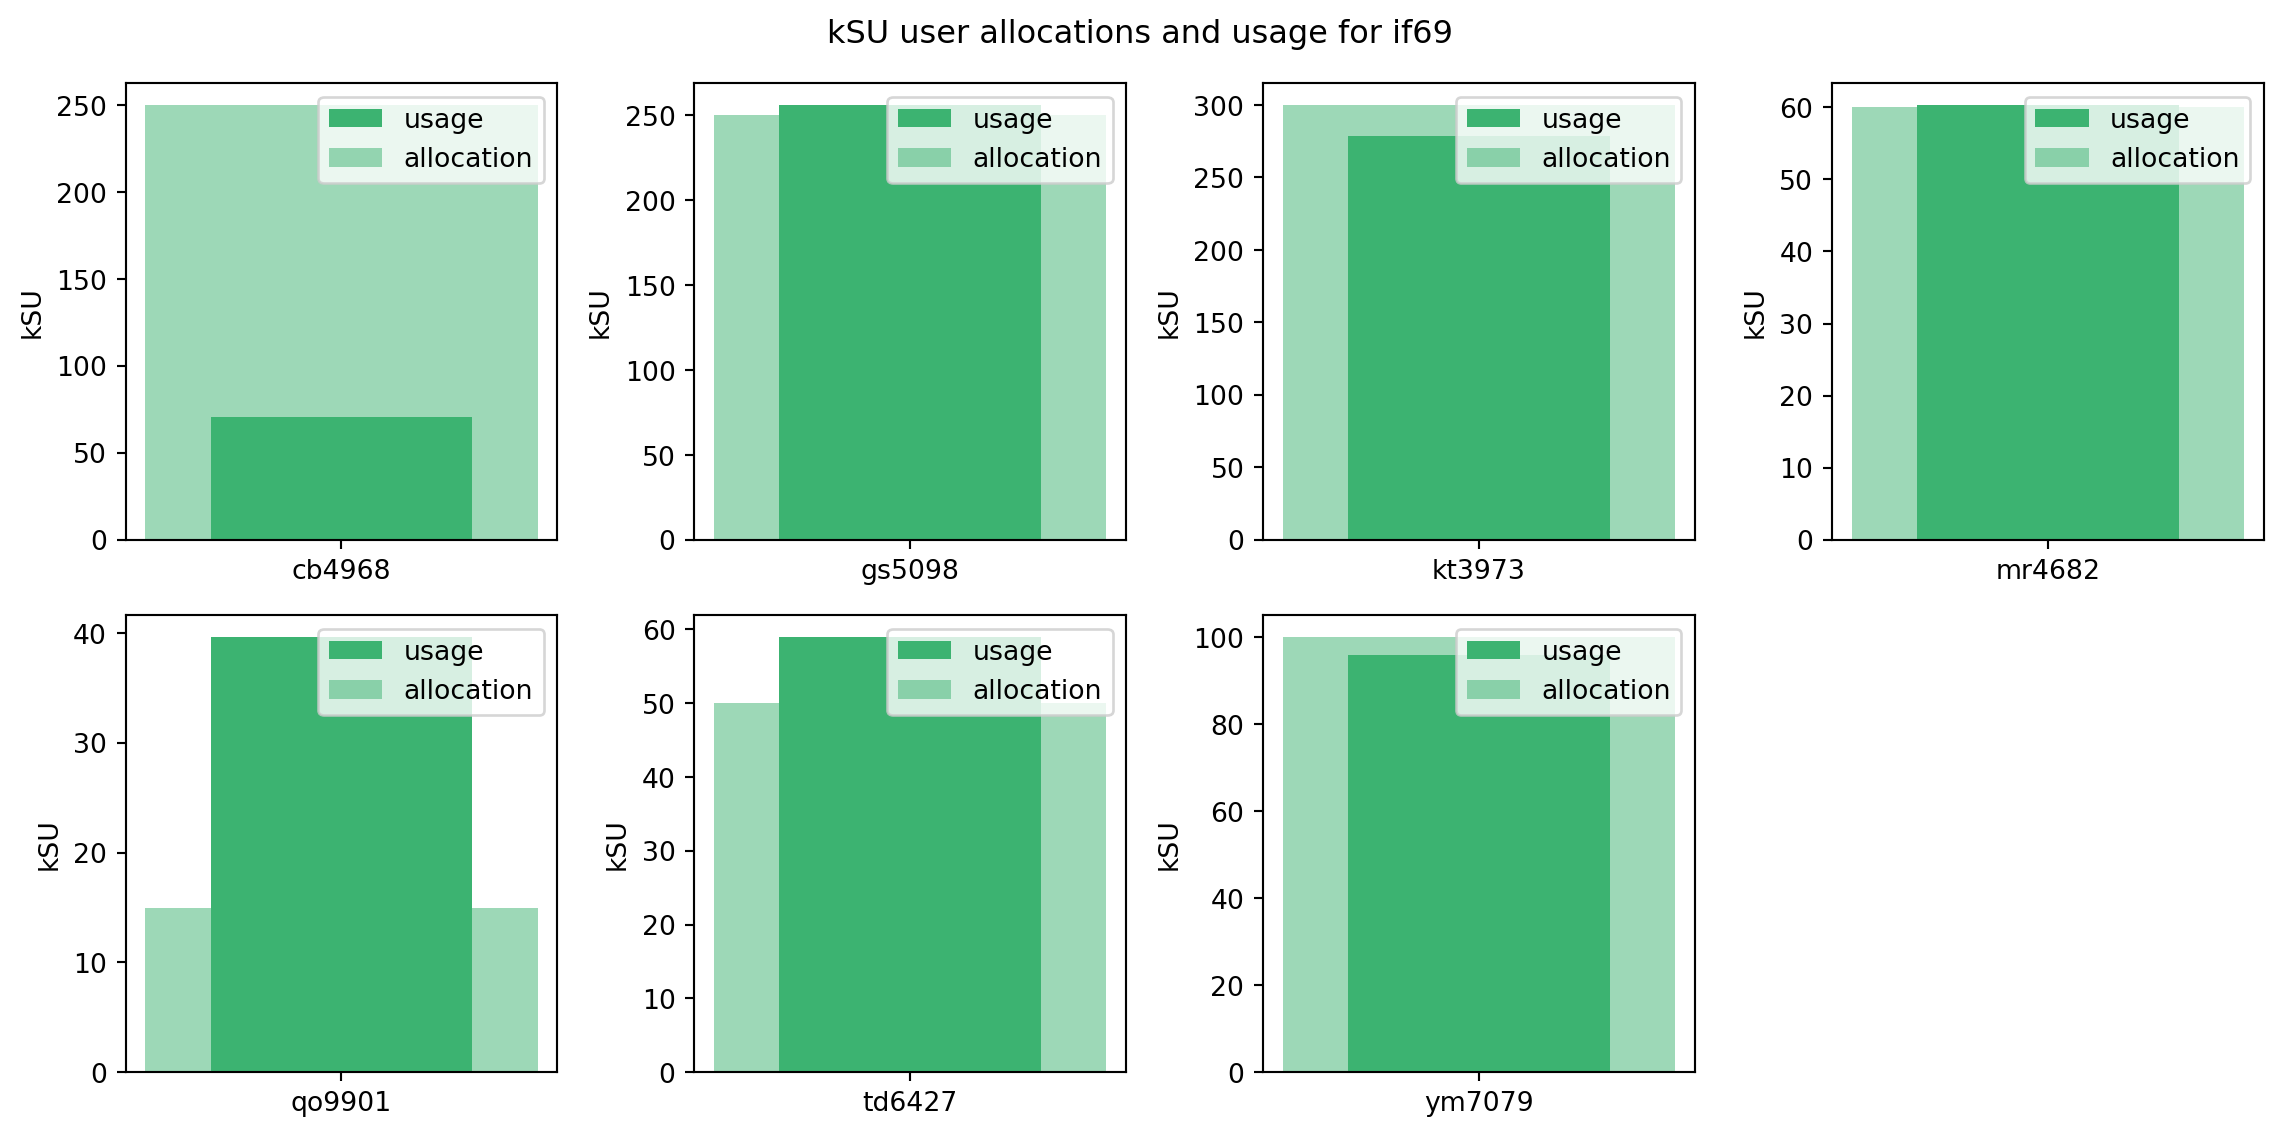 kSU user allocations and usage for if69
250
200
150
100
50
0
kSU
usage
allocation
cb4968
250
200
150
100
50
0
kSU
usage
allocation
gs5098
300
250
200
150
100
50
0
kSU
usage
allocation
kt3973
60
50
40
30
20
10
0
kSU
usage
allocation
mr4682
40
30
20
10
0
kSU
usage
allocation
qo9901
60
50
40
30
20
10
0
kSU
usage
allocation
td6427
100
80
60
40
20
0
kSU
usage
allocation
ym7079